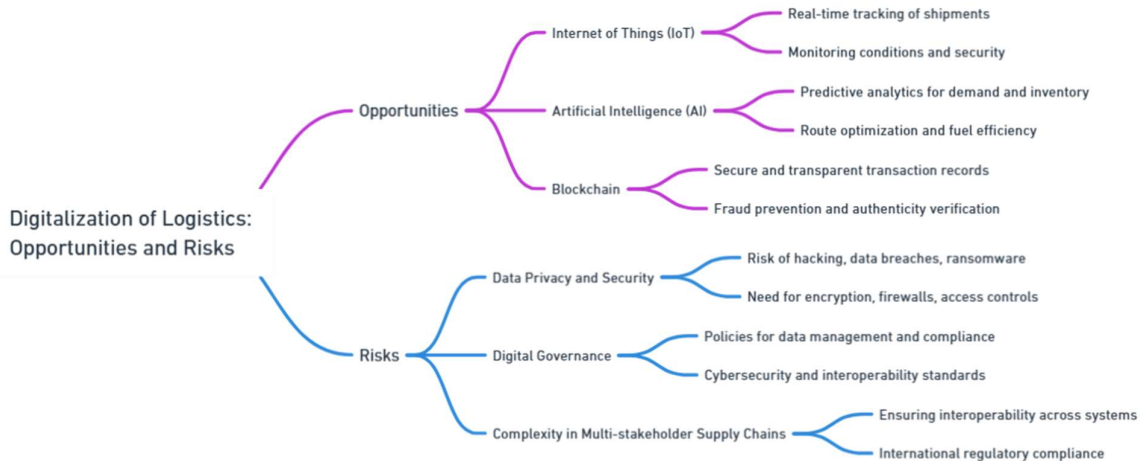 Digitalization of Logistics:
Opportunities and Risks
Opportunities
Internet of Things (IoT)
Real-time tracking of shipments
Monitoring conditions and security
Artificial Intelligence (AI)
Predictive analytics for demand and inventory
Route optimization and fuel efficiency
Blockchain
Secure and transparent transaction records
Fraud prevention and authenticity verification
Risks
Data Privacy and Security
Risk of hacking, data breaches, ransomware
Need for encryption, firewalls, access controls
Digital Governance
Policies for data management and compliance
Cybersecurity and interoperability standards
Complexity in Multi-stakeholder Supply Chains
Ensuring interoperability across systems
International regulatory compliance